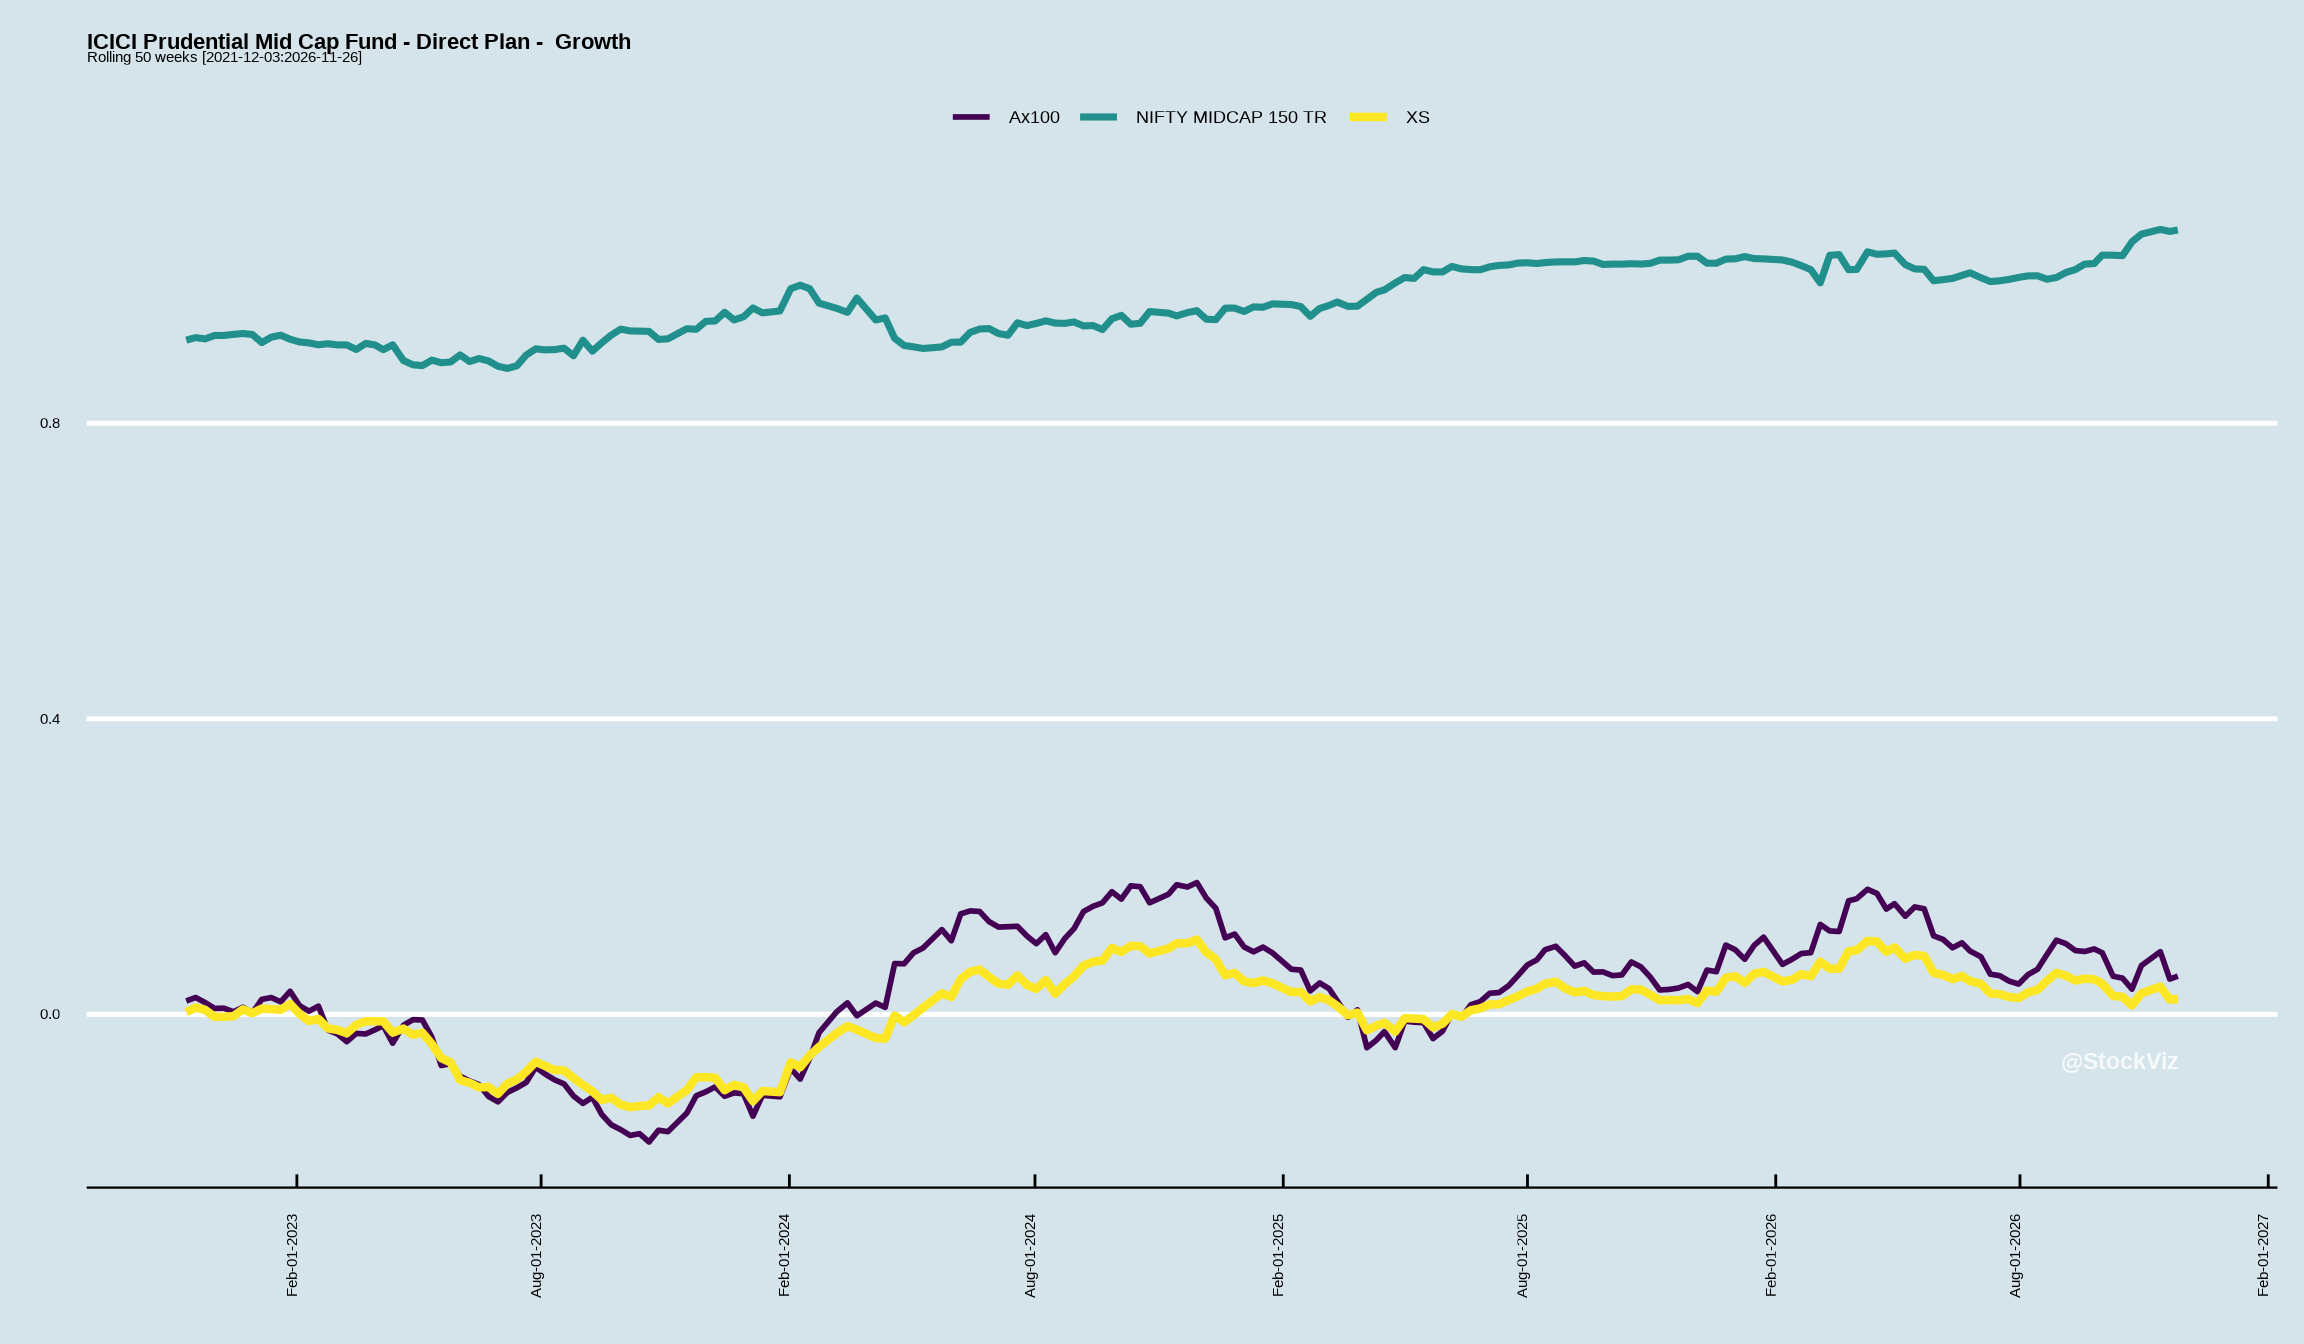 ICICI Prudential Mid Cap Fund - Direct Plan -  Growth
Rolling 50 weeks [2021-12-03:2026-11-26]
Ax100 NIFTY MIDCAP 150 TR XS
0.8
0.4
0.0
@StockViz
Feb-01-2023 Aug-01-2023 Feb-01-2024 Aug-01-2024 Feb-01-2025 Aug-01-2025 Feb-01-2026 Aug-01-2026 Feb-01-2027